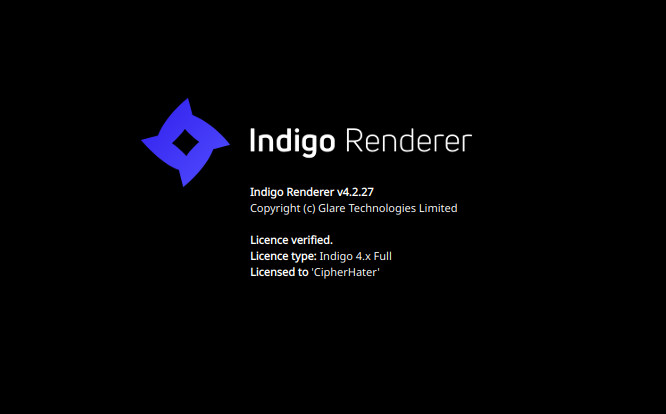 Indigo Renderer
Indigo Renderer v4.2.27
Copyright (c) Glare Technologies Limited
Licence verified.
Licence type: Indigo 4.x Full
Licensed to 'CipherHater'